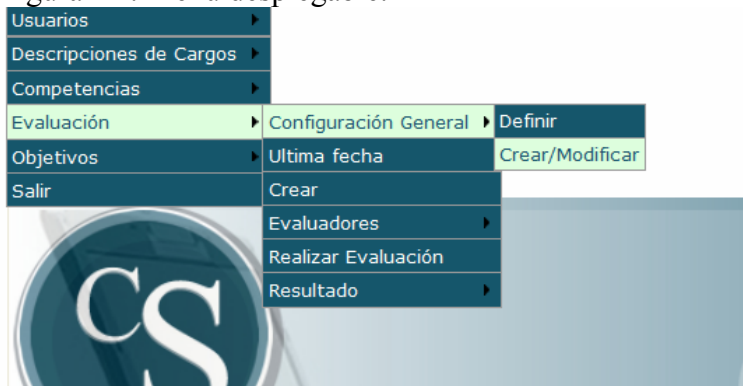 Usuarios
Descripciones de Cargos
Competencias
Evaluación
Objetivos
Salir
Configuración General
Ultima fecha
Crear
Evaluadores
Realizar Evaluación
Resultado
Definir
Crear/Modificar
CS